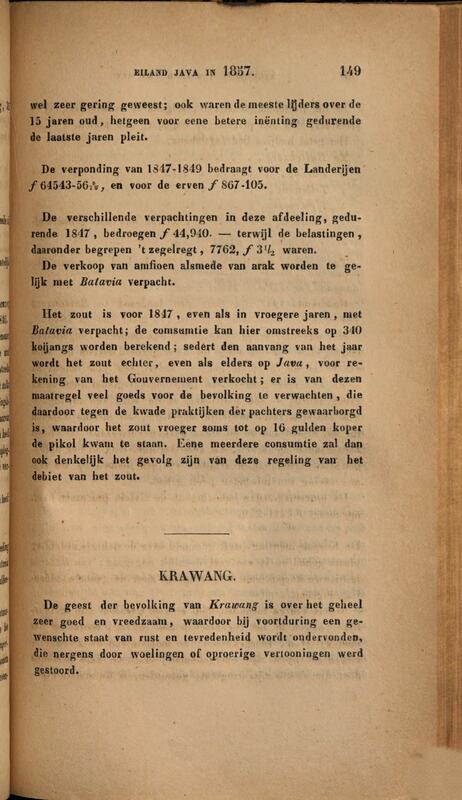 EILAND JAVA IN 1857. 149
wel zeer gering geweest; ook waren de meeste lijders over de
15 jaren oud, hetgeen voor eene betere inënting gedurende
de laatste jaren pleit.
De verponding van 1847-1849 bedraagt voor de Landerijen
ƒ 64543-56, en voor de erven ƒ 867-105.
De verschillende verpachtingen in deze afdeeling, gedu-
rende 1847, bedroegen ƒ 44,940. — terwijl de belastingen,
daaronder begrepen 't zegelregt, 7762, ƒ 3 1/2 waren.
De verkoop van amfioen alsmede van arak worden te ge-
lijk met Batavia verpacht.
Het zout is voor 1847, even als in vroegere jaren, met
Batavia verpacht; de comsumtie kan hier omstreeks op 340
koijangs worden berekend; sedert den aanvang van het jaar
wordt het zout echter, even als elders op Java, voor re-
kening van het Gouvernement verkocht; er is van dezen
maatregel veel goeds voor de bevolking te verwachten, die
daardoor tegen de kwade praktijken der pachters gewaarborgd
is, waardoor het zout vroeger soms tot op 16 gulden koper
de pikol kwam te staan. Eene meerdere consumtie zal dan
ook denkelijk het gevolg zijn van deze regeling van het
debiet van het zout.
KRAWANG.
De geest der bevolking van Krawang is over het geheel
zeer goed en vreedzaam, waardoor bij voortduring een ge-
wenschte staat van rust en tevredenheid wordt ondervonden,
die nergens door woelingen of oproerige vertooningen werd
gestoord.